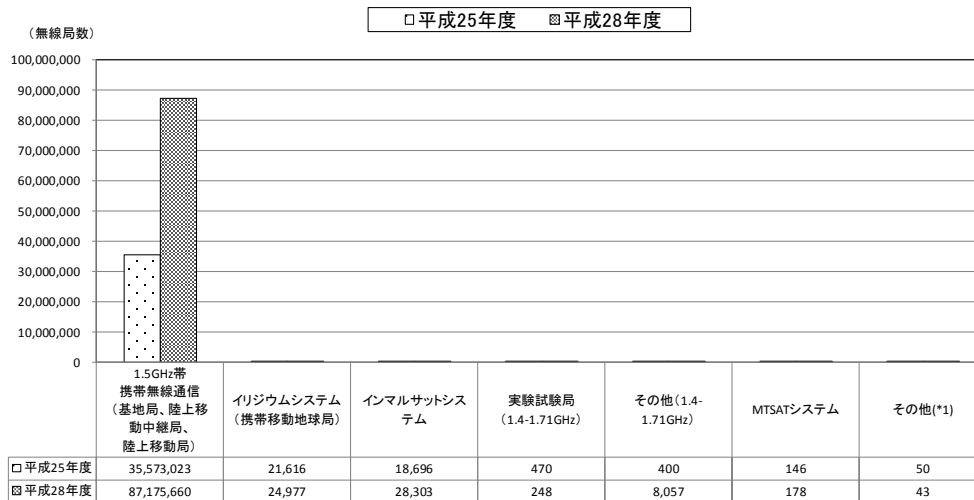 □平成25年度 ▩平成28年度
（無線局数）
100,000,000
90,000,000
80,000,000
70,000,000
60,000,000
50,000,000
40,000,000
30,000,000
20,000,000
10,000,000
0
1.5GHz帯
携帯無線通信
（基地局、陸上移
動中継局、
陸上移動局）
イリジウムシステム
（携帯移動地球局）
インマルサットシス
テム
実験試験局
（1.4-1.71GHz）
その他（1.4-
1.71GHz）
MTSATシステム
その他(*1)
□平成25年度 35,573,023 21,616 18,696 470 400 146 50
▩平成28年度 87,175,660 24,977 28,303 248 8,057 178 43